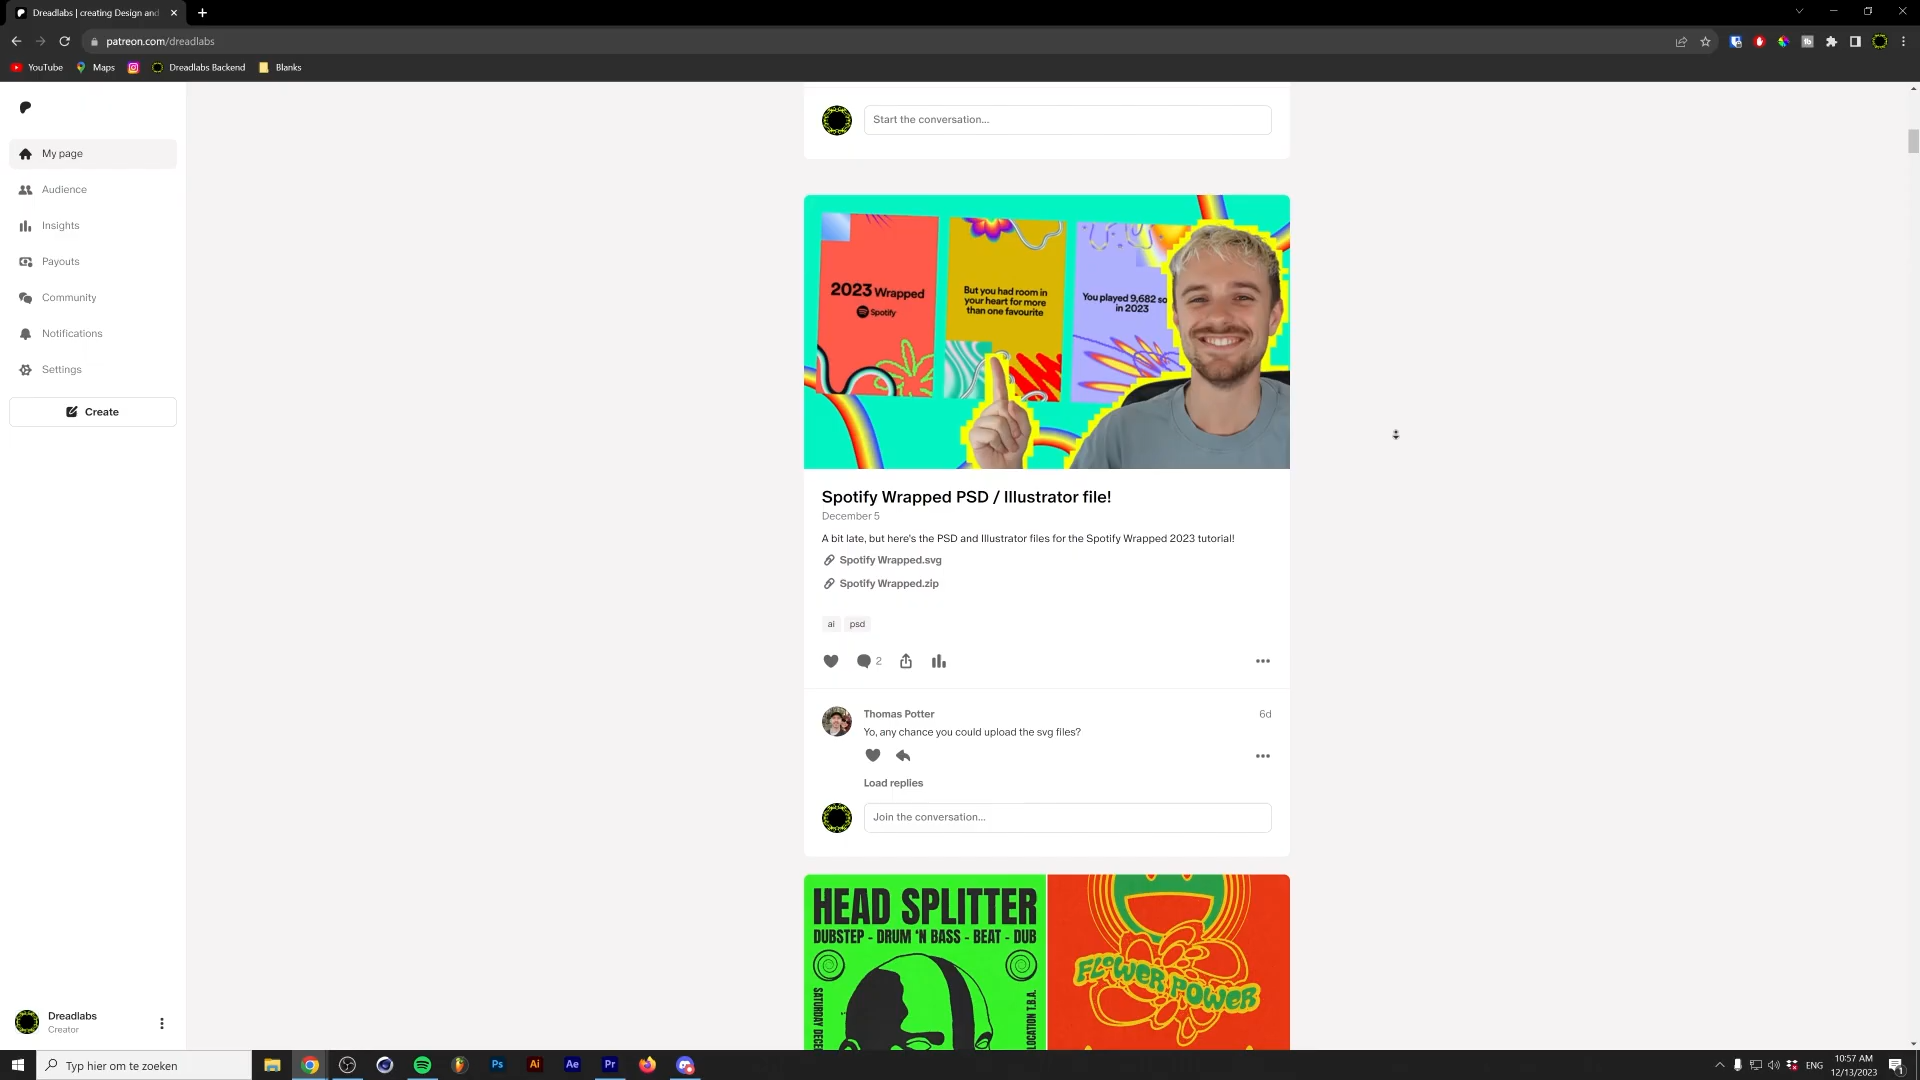 Dreadlabs | creating Design and
patreon.com/dreadlabs
YouTube
Maps
Dreadlabs Backend
Blanks
My page
Audience
Insights
Payouts
Community
Notifications
Settings
Create
Dreadlabs
Creator
Start the conversation...
2023 Wrapped
Spotify
But you had room in
your heart for more
than one favourite
You played 9,682 so
in 2023
Spotify Wrapped PSD / Illustrator file!
December 5
A bit late, but here's the PSD and Illustrator files for the Spotify Wrapped 2023 tutorial!
Spotify Wrapped.svg
Spotify Wrapped.zip
ai
psd
2
Thomas Potter
6d
Yo, any chance you could upload the svg files?
Load replies
Join the conversation...
HEAD SPLITTER
DUBSTEP - DRUM 'N BASS - BEAT - DUB
SATURDAY DECE
LOCATION T.B.A.
FLOWER POWER
Typ hier om te zoeken
Ps
Ai
Ae
Pr
ENG
10:57 AM
12/13/2023
1